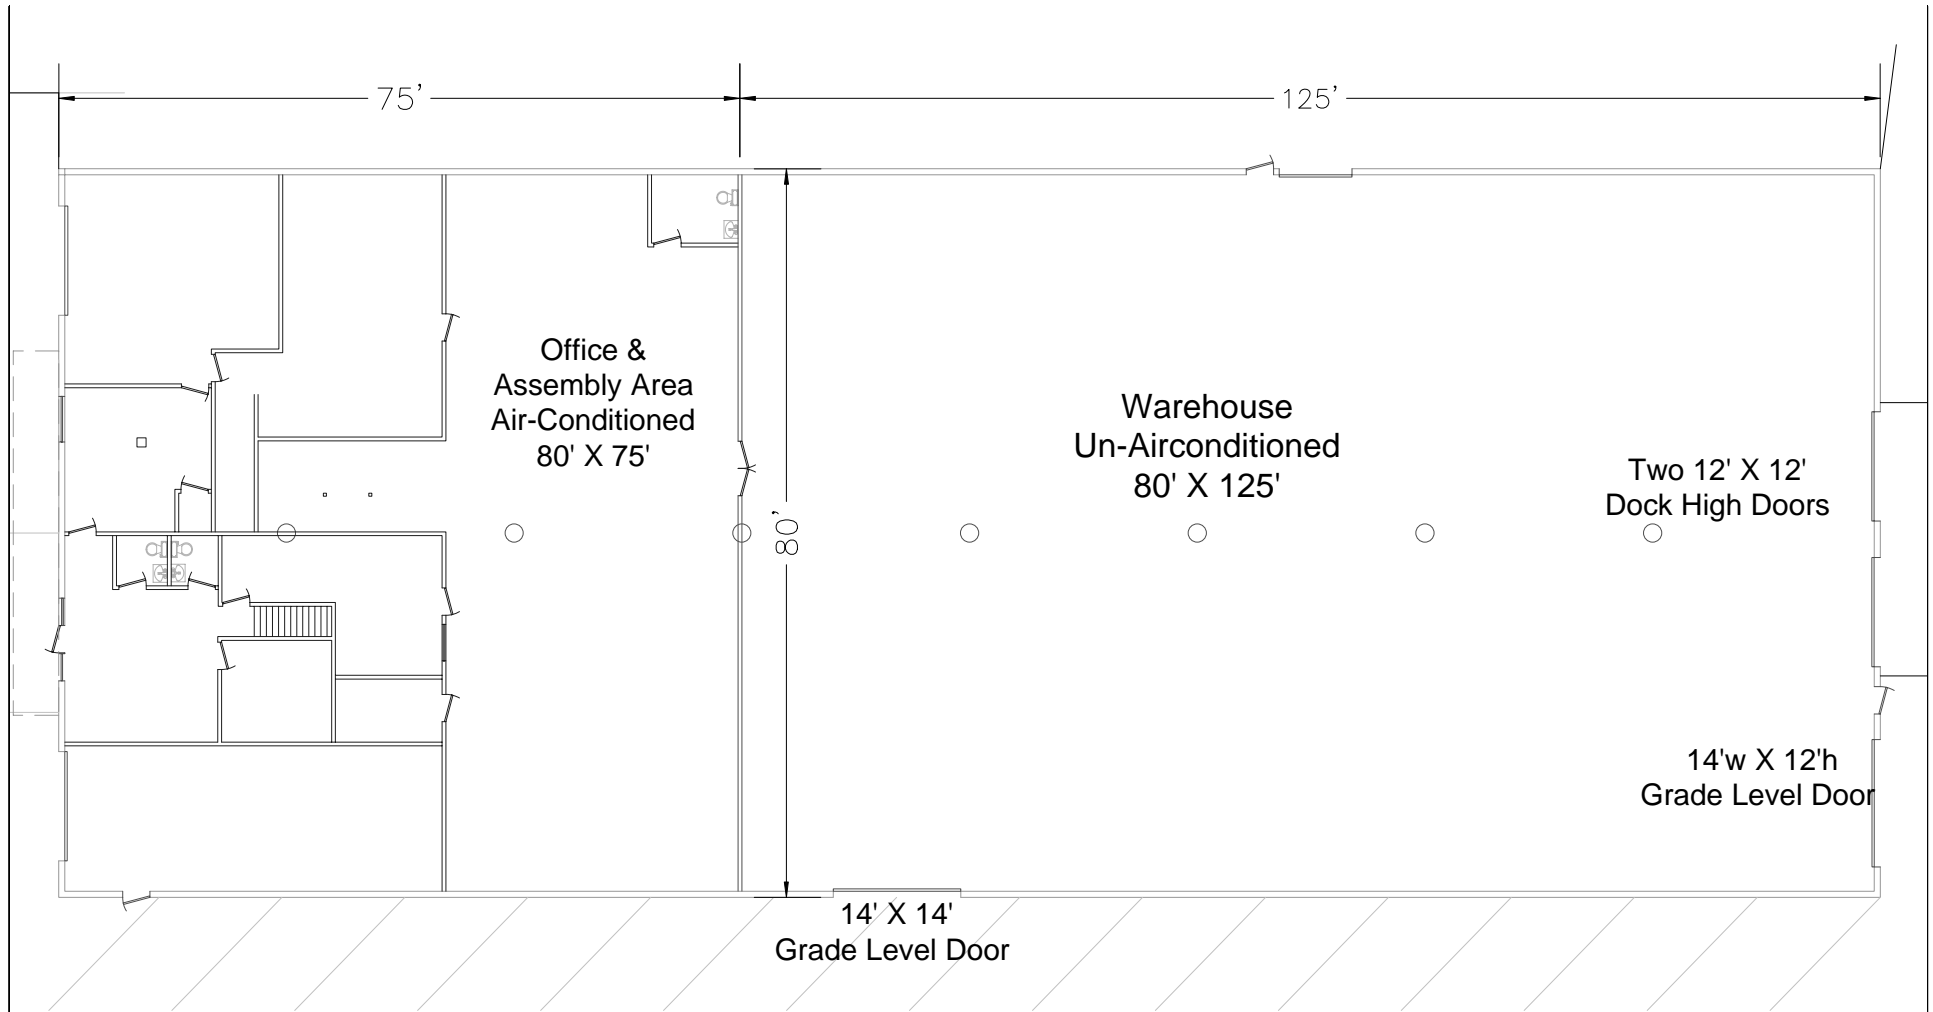 75'
125'
Office &
Assembly Area
Air-Conditioned
80' X 75'
80'
Warehouse
Un-Airconditioned
80' X 125'
Two 12' X 12'
Dock High Doors
14'w X 12'h
Grade Level Door
14' X 14'
Grade Level Door